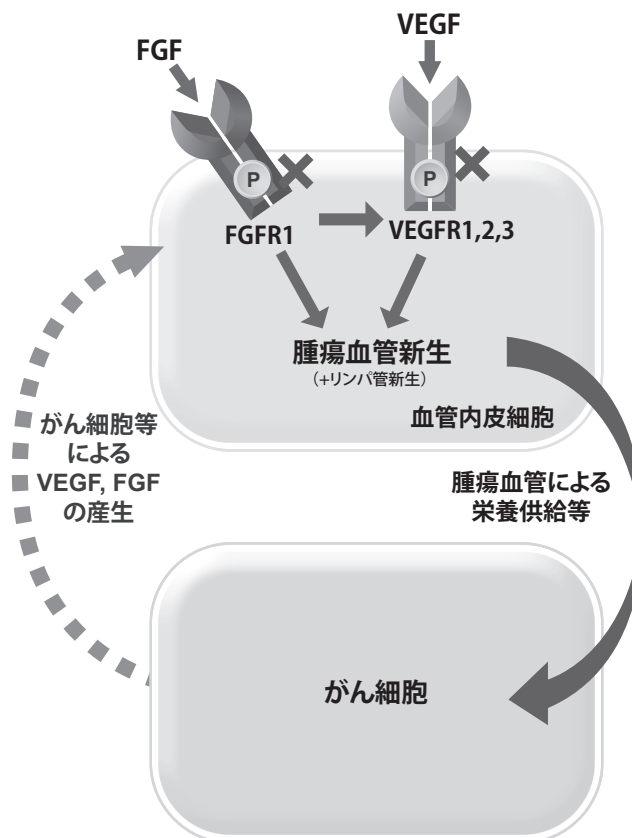 VEGF
FGF
P
P
FGFR1
VEGFR1,2,3
腫瘍血管新生
（+リンパ管新生）
血管内皮細胞
がん細胞等
による
VEGF, FGF
の産生
腫瘍血管による
栄養供給等
がん細胞